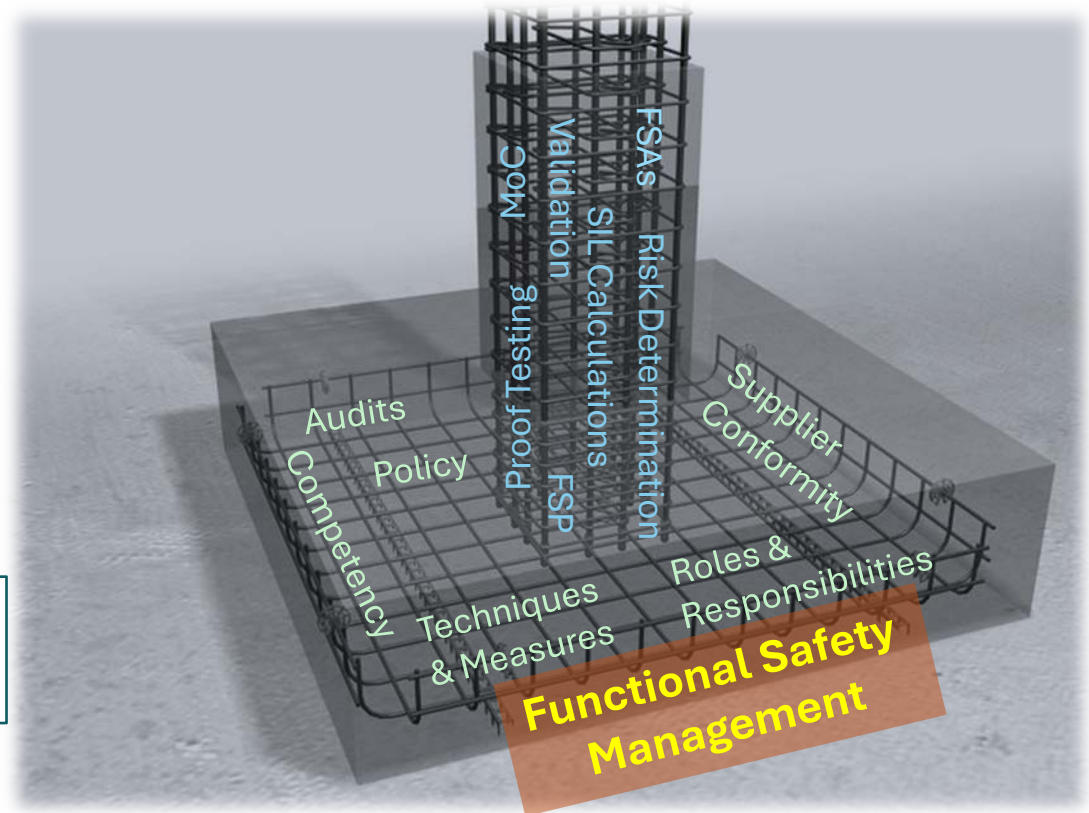 MoC
Proof Testing
Validation
FSP
SIL Calculations
FSAs
Risk Determination
Audits
Policy
Competency
Techniques
& Measures
Supplier
Conformity
Roles &
Responsibilities
Functional Safety
Management